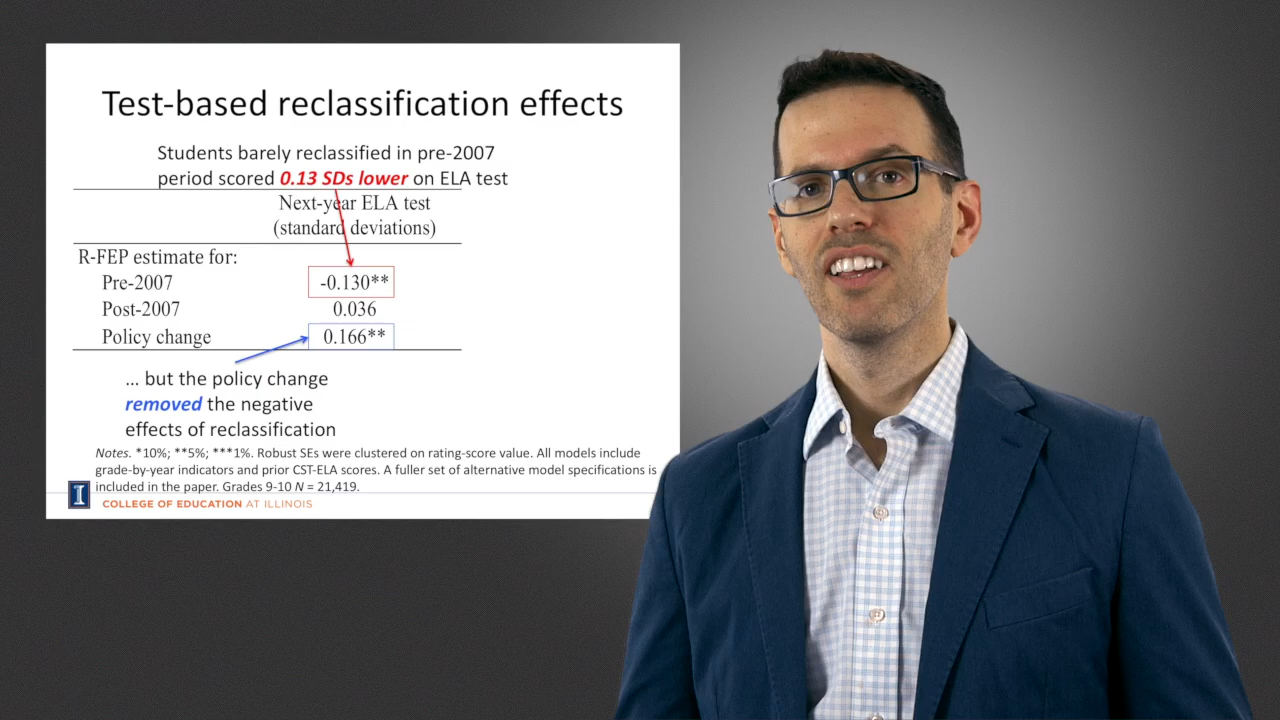 Test-based reclassification effects
Students barely reclassified in pre-2007
period scored 0.13 SDs lower on ELA test
Next-year ELA test
(standard deviations)
R-FEP estimate for:
Pre-2007 -0.130**
Post-2007 0.036
Policy change 0.166**
… but the policy change
removed the negative
effects of reclassification
Notes. *10%; **5%; ***1%. Robust SEs were clustered on rating-score value. All models include
grade-by-year indicators and prior CST-ELA scores. A fuller set of alternative model specifications is
included in the paper. Grades 9-10 N = 21,419.
I
COLLEGE OF EDUCATION AT ILLINOIS